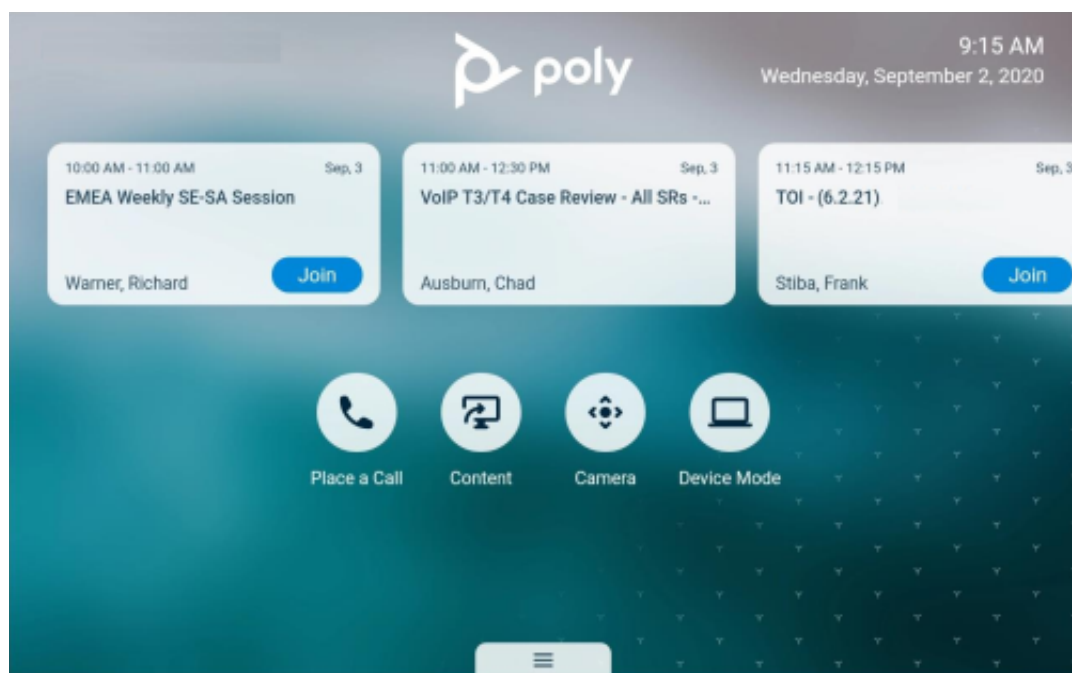 poly
9:15 AM
Wednesday, September 2, 2020
10:00 AM - 11:00 AM Sep, 3
EMEA Weekly SE-SA Session
Warner, Richard Join
11:00 AM - 12:30 PM Sep, 3
VoIP T3/T4 Case Review - All SRs -...
Ausburn, Chad
11:15 AM - 12:15 PM Sep, 3
TOI - (6.2.21)
Stiba, Frank Join
Place a Call
Content
Camera
Device Mode